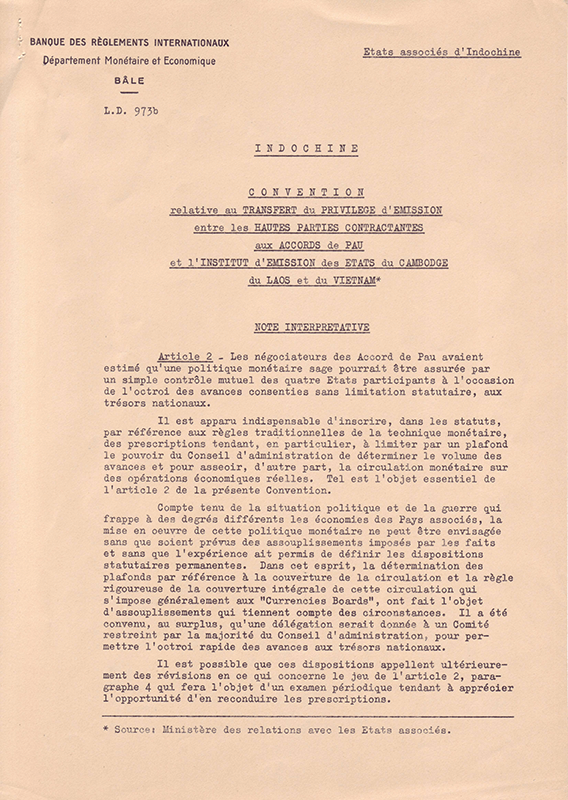 BANQUE DES RÈGLEMENTS INTERNATIONAUX
Département Monétaire et Economique
BÂLE
Etats associés d'Indochine
L.D. 973b
INDOCHINE
CONVENTION
relative au TRANSFERT du PRIVILEGE d'EMISSION
entre les HAUTES PARTIES CONTRACTANTES
aux ACCORDS de PAU
et l'INSTITUT d'EMISSION des ETATS du CAMBODGE
du LAOS et du VIETNAM*
NOTE INTERPRETATIVE
Article 2 - Les négociateurs des Accord de Pau avaient
estimé qu'une politique monétaire sage pourrait être assurée par
un simple contrôle mutuel des quatre Etats participants à l'occasion
de l'octroi des avances consenties sans limitation statutaire, aux
trésors nationaux.
Il est apparu indispensable d'inscrire, dans les statuts,
par référence aux règles traditionnelles de la technique monétaire,
des prescriptions tendant, en particulier, à limiter par un plafond
le pouvoir du Conseil d'administration de déterminer le volume des
avances et pour asseoir, d'autre part, la circulation monétaire sur
des opérations économiques réelles. Tel est l'objet essentiel de
l'article 2 de la présente Convention.
Compte tenu de la situation politique et de la guerre qui
frappe à des degrés différents les économies des Pays associés, la
mise en oeuvre de cette politique monétaire ne peut être envisagée
sans que soient prévus des assouplissements imposés par les faits
et sans que l'expérience ait permis de définir les dispositions
statutaires permanentes. Dans cet esprit, la détermination des
plafonds par référence à la couverture de la circulation et la règle
rigoureuse de la couverture intégrale de cette circulation qui
s'impose généralement aux "Currencies Boards", ont fait l'objet
d'assouplissements qui tiennent compte des circonstances. Il a été
convenu, au surplus, qu'une délégation serait donnée à un Comité
restreint par la majorité du Conseil d'administration, pour per-
mettre l'octroi rapide des avances aux trésors nationaux.
Il est possible que ces dispositions appellent ultérieure-
ment des révisions en ce qui concerne le jeu de l'article 2, para-
graphe 4 qui fera l'objet d'un examen périodique tendant à apprécier
l'opportunité d'en reconduire les prescriptions.
* Source: Ministère des relations avec les Etats associés.